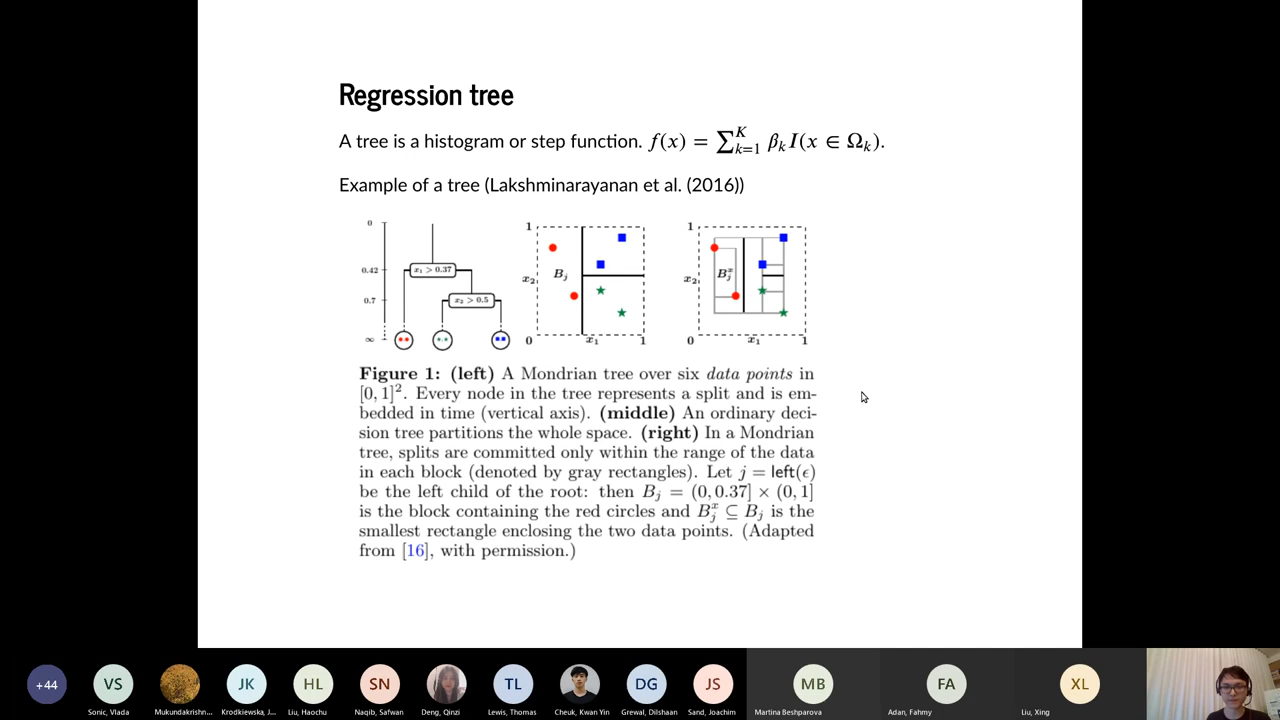 Regression tree
A tree is a histogram or step function. f(x) = ∑_{k=1}^{K} β_k I(x ∈ Ω_k).
Example of a tree (Lakshminarayanan et al. (2016))
0
0.42
0.7
∞
x₁ > 0.37
x₂ > 0.5
1
x₂
0
B_j
x₁
1
1
x₂
0
B_j^x
x₁
1
Figure 1: (left) A Mondrian tree over six data points in
[0, 1]². Every node in the tree represents a split and is em-
bedded in time (vertical axis). (middle) An ordinary deci-
sion tree partitions the whole space. (right) In a Mondrian
tree, splits are committed only within the range of the data
in each block (denoted by gray rectangles). Let j = left(ϵ)
be the left child of the root: then B_j = (0, 0.37] × (0, 1]
is the block containing the red circles and B_j^x ⊆ B_j is the
smallest rectangle enclosing the two data points. (Adapted
from [16], with permission.)
+44
VS
JK
HL
SN
TL
DG
JS
MB
FA
XL
Sonic, Vlada
Mukundakrishn...
Krodkiewska, J...
Liu, Haochu
Naqib, Safwan
Deng, Qinzi
Lewis, Thomas
Cheuk, Kwan Yin
Grewal, Dilshaan
Sand, Joachim
Martina Beshparova
Adan, Fahmy
Liu, Xing